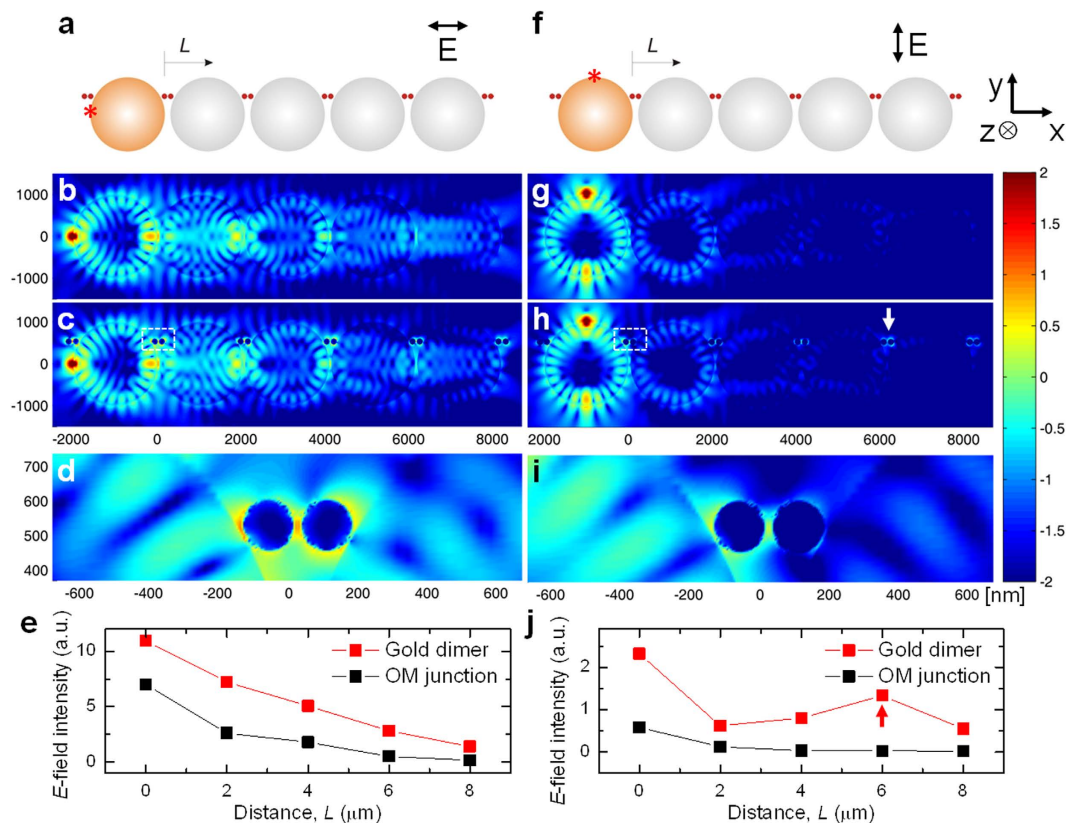 a
L
E
f
L
E
y
z
x
b
1000
0
-1000
g
c
1000
0
-1000
-2000 0 2000 4000 6000 8000
h
-2000 0 2000 4000 6000 8000
2
1.5
1
0.5
0
-0.5
-1
-1.5
-2
d
700
600
500
400
-600 -400 -200 0 200 400 600
i
-600 -400 -200 0 200 400 600
[nm]
e
E-field intensity (a.u.)
10
5
0
Gold dimer
OM junction
0 2 4 6 8
Distance, L (μm)
j
E-field intensity (a.u.)
2
1
0
Gold dimer
OM junction
0 2 4 6 8
Distance, L (μm)